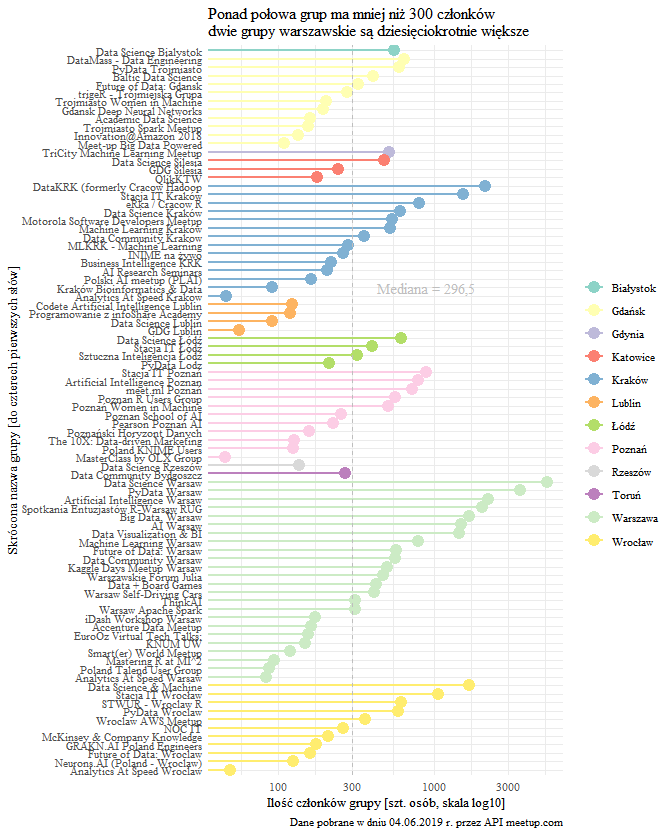 Ponad połowa grup ma mniej niż 300 członków
dwie grupy warszawskie są dziesięciokrotnie większe
Skrócona nazwa grupy [do czterech pierwszych słów]
Data Science Bialystok
DataMass - Data Engineering
PyData Trojmiasto
Baltic Data Science
Future of Data: Gdansk
trigeR - Trojmiejska Grupa
Trojmiasto Women in Machine
Gdansk Deep Neural Networks
Academic Data Science
Trojmiasto Spark Meetup
Innovation@Amazon 2018
Meet-up Big Data Powered
TriCity Machine Learning Meetup
Data Science Silesia
GDG Silesia
QlikKTW
DataKRK (formerly Cracow Hadoop
Stacja IT Kraków
eRka / Cracow R
Data Science Kraków
Motorola Software Developers Meetup
Machine Learning Krakow
Data Community Krakow
MLKRK - Machine Learning
INIME na żywo
Business Intelligence KRK
AI Research Seminars
Polski AI meetup (PLAI)
Kraków Bioinformatics & Data
Analytics At Speed Krakow
Codete Artificial Intelligence Lublin
Programowanie z infoShare Academy
Data Science Lublin
GDG Lublin
Data Science Łódź
Stacja IT Łódź
Sztuczna Inteligencja Łódź
PyData Lodz
Stacja IT Poznań
Artificial Intelligence Poznan
meet.ml Poznań
Poznan R Users Group
Poznań Women in Machine
Poznan School of AI
Pearson Poznań AI
Poznański Horyzont Danych
The 10X: Data-driven Marketing
Poland KNIME Users
MasterClass by OLX Group
Data Science Rzeszów
Data Community Bydgoszcz
Data Science Warsaw
PyData Warsaw
Artificial Intelligence Warsaw
Spotkania Entuzjastów R-Warsaw RUG
Big Data, Warsaw
AI Warsaw
Data Visualization & BI
Machine Learning Warsaw
Future of Data: Warsaw
Data Community Warsaw
Kaggle Days Meetup Warsaw
Warszawskie Forum Julia
Data + Board Games
Warsaw Self-Driving Cars
ThinkAI
Warsaw Apache Spark
iDash Workshop Warsaw
Accenture Data Meetup
EuroOz Virtual Tech Talks:
KNUM UW
Smart(er) World Meetup
Mastering R at MI^2
Poland Talend User Group
Analytics At Speed Warsaw
Data Science & Machine
Stacja IT Wrocław
STWUR - Wroclaw R
PyData Wrocław
Wroclaw AWS Meetup
NOC IT
McKinsey & Company Knowledge
GRAKN.AI Poland Engineers
Future of Data: Wroclaw
Neurons.AI (Poland - Wroclaw)
Analytics At Speed Wroclaw
Mediana = 296,5
Białystok
Gdańsk
Gdynia
Katowice
Kraków
Lublin
Łódź
Poznań
Rzeszów
Toruń
Warszawa
Wrocław
100 300 1000 3000
Ilość członków grupy [szt. osób, skala log10]
Dane pobrane w dniu 04.06.2019 r. przez API meetup.com